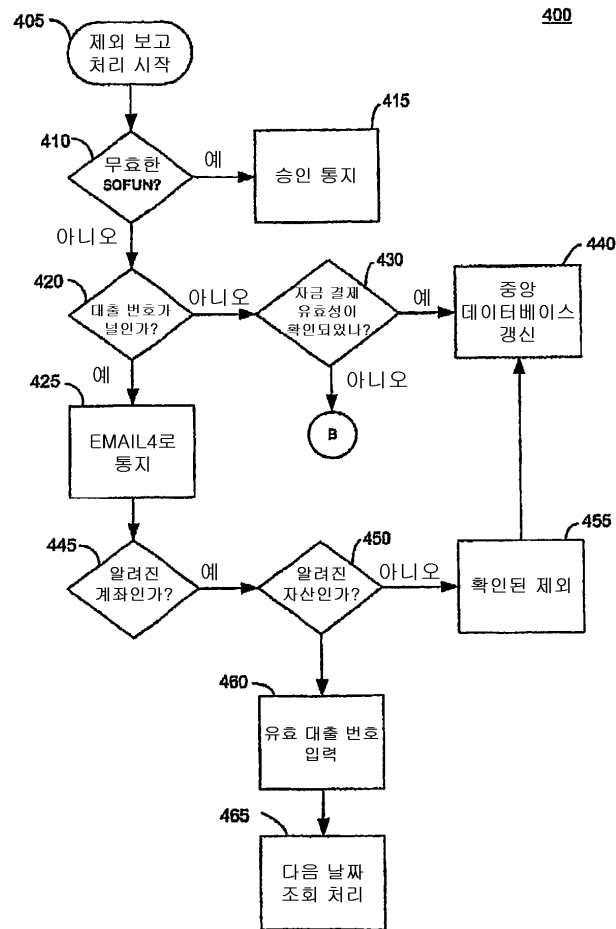 400
405
제외 보고
처리 시작
410
무효한
SOFUN?
예
415
승인 통지
아니오
420
대출 번호가
널인가?
아니오
430
자금 결제
유효성이
확인되었나?
예
440
중앙
데이터베이스
갱신
예
아니오
425
EMAIL4로
통지
B
445
알려진
계좌인가?
예
450
알려진
자산인가?
아니오
455
확인된 제외
460
유효 대출 번호
입력
465
다음 날짜
조회 처리